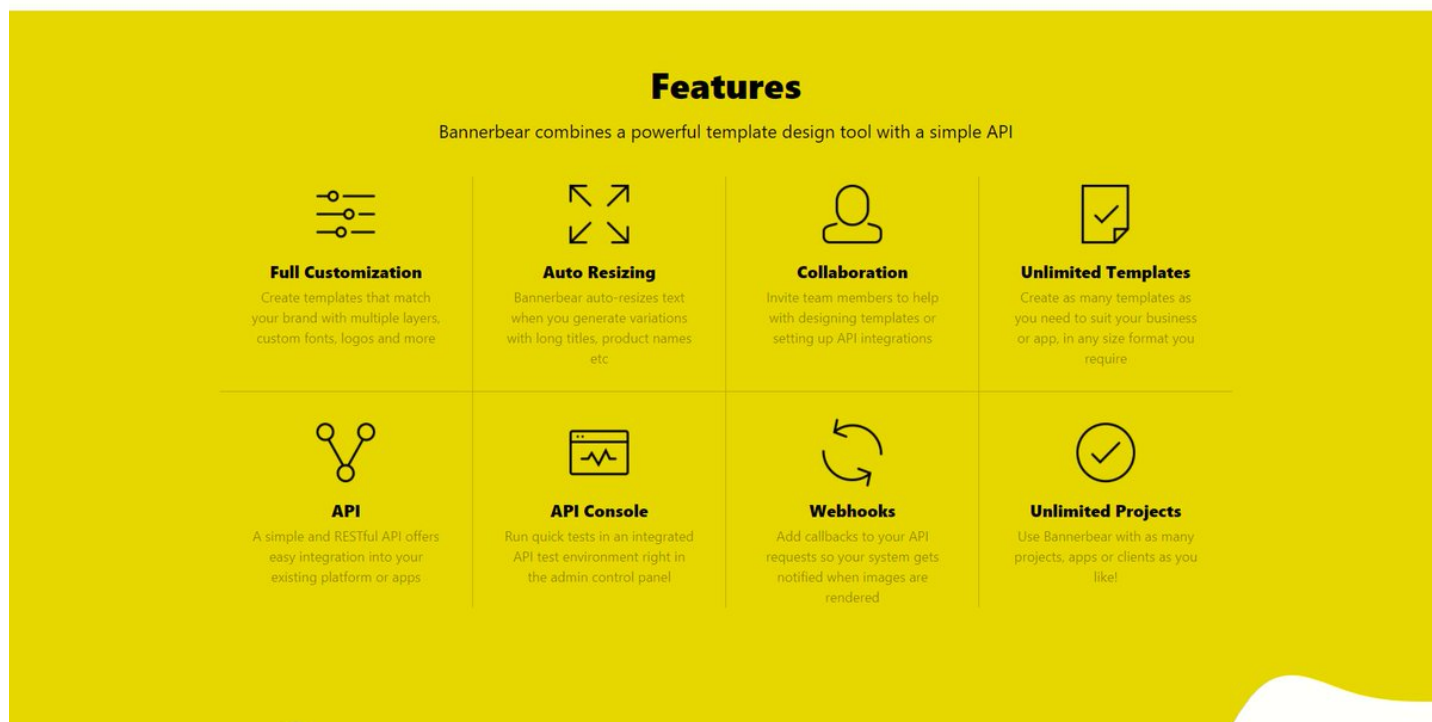 Features
Bannerbear combines a powerful template design tool with a simple API
Full Customization
Create templates that match
your brand with multiple layers,
custom fonts, logos and more
Auto Resizing
Bannerbear auto-resizes text
when you generate variations
with long titles, product names
etc
Collaboration
Invite team members to help
with designing templates or
setting up API integrations
Unlimited Templates
Create as many templates as
you need to suit your business
or app, in any size format you
require
API
A simple and RESTful API offers
easy integration into your
existing platform or apps
API Console
Run quick tests in an integrated
API test environment right in
the admin control panel
Webhooks
Add callbacks to your API
requests so your system gets
notified when images are
rendered
Unlimited Projects
Use Bannerbear with as many
projects, apps or clients as you
like!